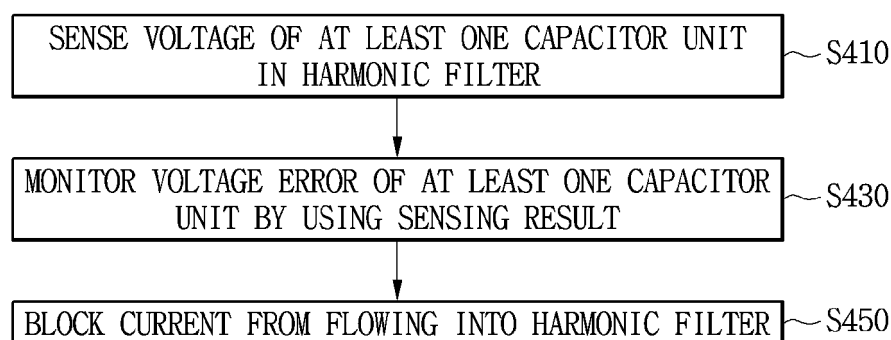 SENSE VOLTAGE OF AT LEAST ONE CAPACITOR UNIT
IN HARMONIC FILTER
S410
MONITOR VOLTAGE ERROR OF AT LEAST ONE CAPACITOR
UNIT BY USING SENSING RESULT
S430
BLOCK CURRENT FROM FLOWING INTO HARMONIC FILTER
S450